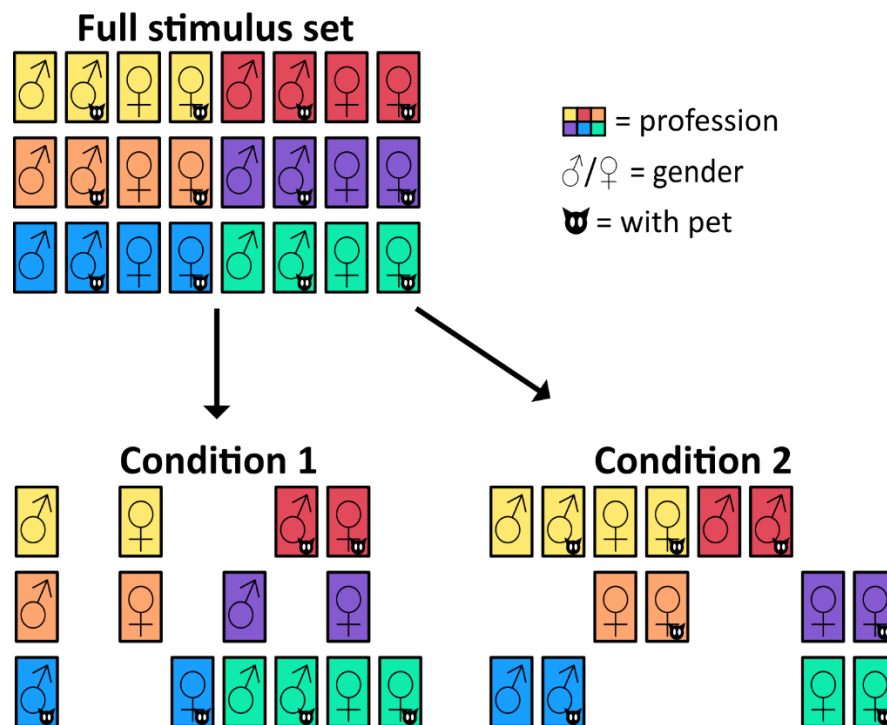 Full stimulus set
= profession
♂/♀ = gender
= with pet
Condition 1
Condition 2